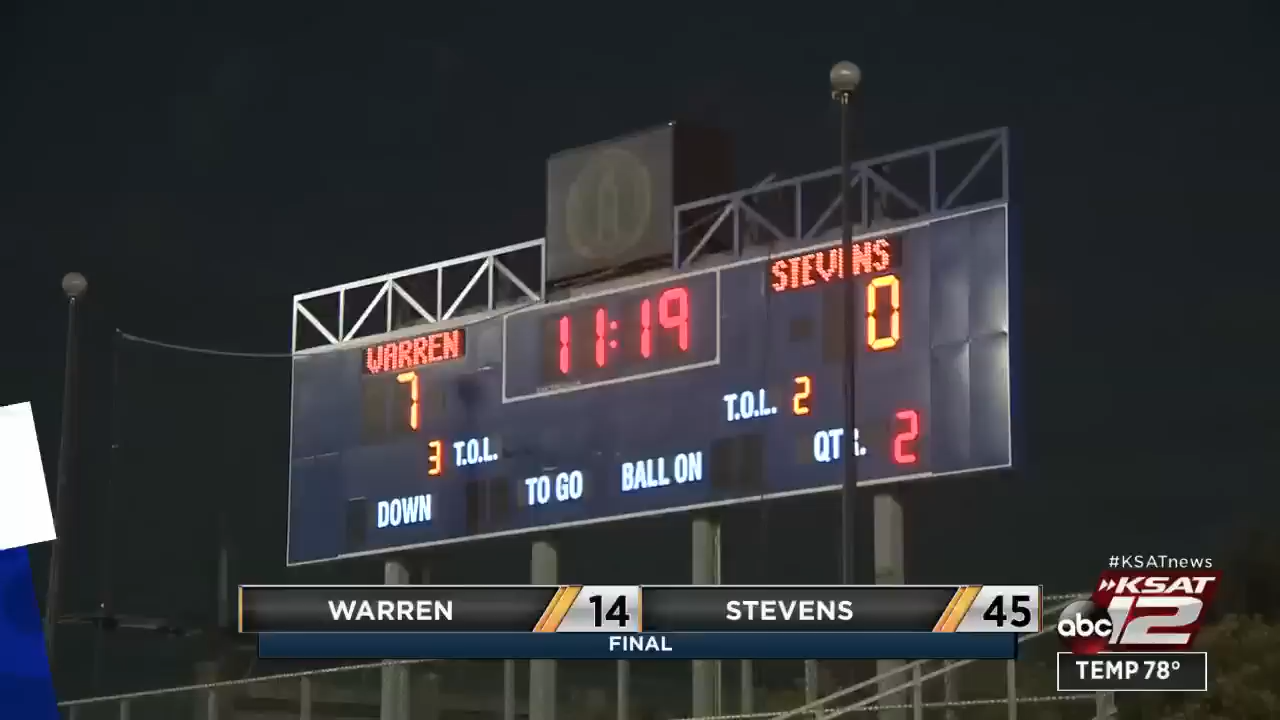 STEVENS
0
11:19
WARREN
7
T.O.L. 2
3 T.O.L.
QTR. 2
BALL ON
TO GO
DOWN
#KSATnews
KSAT
abc 12
WARREN 14 STEVENS 45
FINAL
TEMP 78°